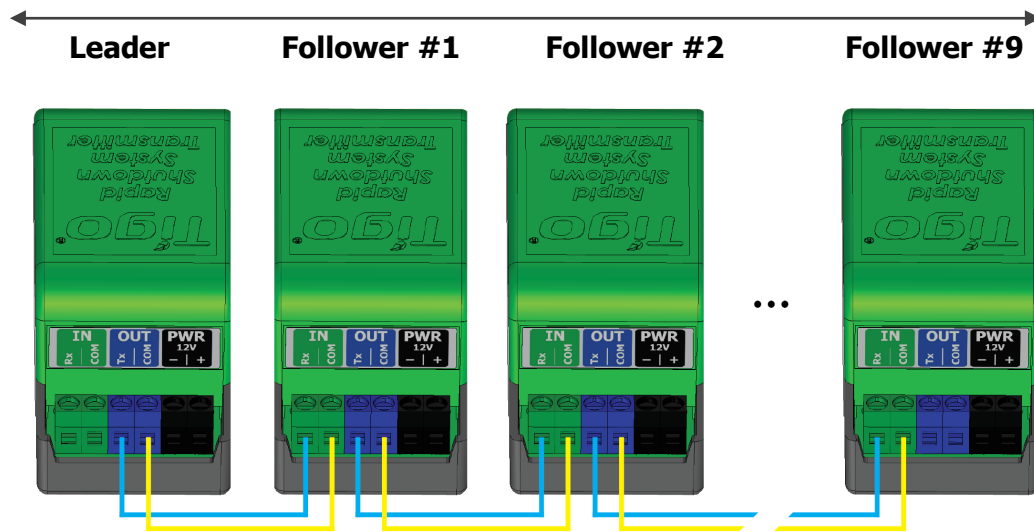 Leader
Follower #1
Follower #2
Follower #9
Tigo®
Rapid
Shutdown
System
Transmitter
Tigo®
Rapid
Shutdown
System
Transmitter
Tigo®
Rapid
Shutdown
System
Transmitter
...
Tigo®
Rapid
Shutdown
System
Transmitter
IN OUT PWR
Rx COM Tx COM 12V
− +
IN OUT PWR
Rx COM Tx COM 12V
− +
IN OUT PWR
Rx COM Tx COM 12V
− +
IN OUT PWR
Rx COM Tx COM 12V
− +